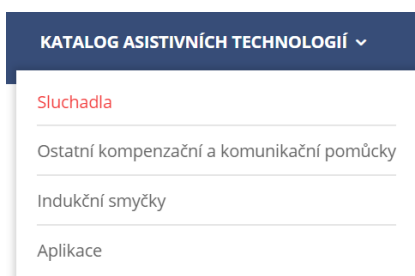 KATALOG ASISTIVNÍCH TECHNOLOGIÍ
Sluchadla
Ostatní kompenzační a komunikační pomůcky
Indukční smyčky
Aplikace